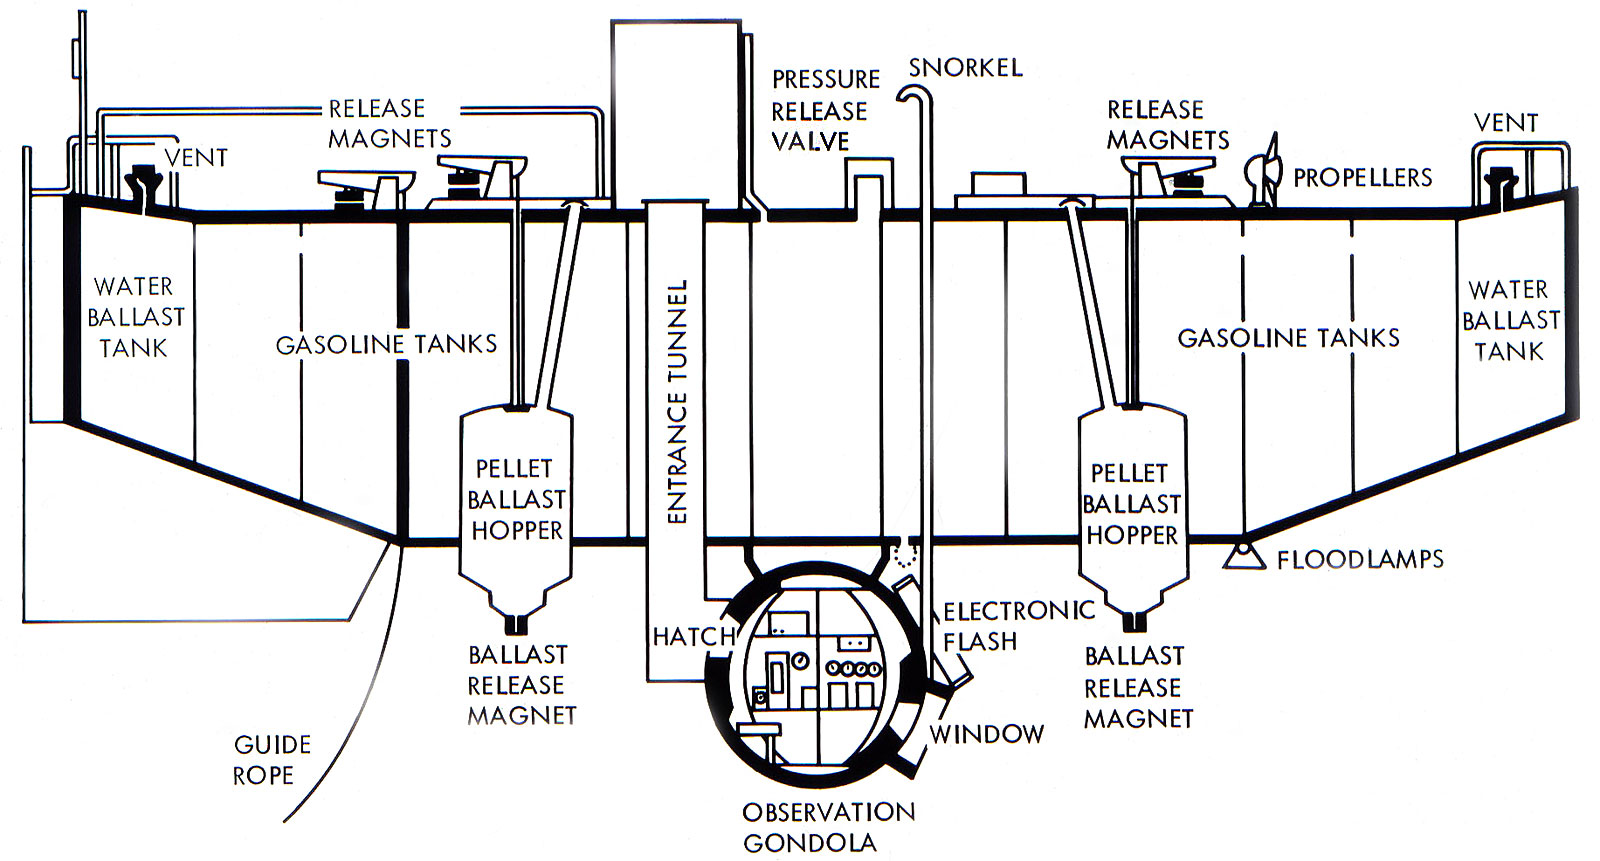 SNORKEL
PRESSURE
RELEASE
VALVE
RELEASE
MAGNETS
RELEASE
MAGNETS
VENT
VENT
PROPELLERS
WATER
BALLAST
TANK
GASOLINE TANKS
ENTRANCE TUNNEL
GASOLINE TANKS
WATER
BALLAST
TANK
PELLET
BALLAST
HOPPER
PELLET
BALLAST
HOPPER
FLOODLAMPS
HATCH
ELECTRONIC
FLASH
BALLAST
RELEASE
MAGNET
BALLAST
RELEASE
MAGNET
WINDOW
GUIDE
ROPE
OBSERVATION
GONDOLA